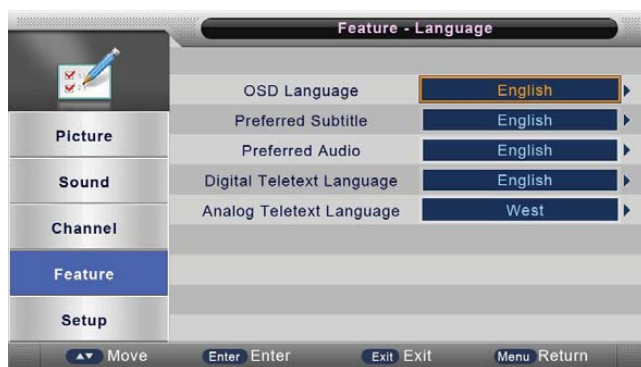 Feature - Language
OSD Language English
Preferred Subtitle English
Preferred Audio English
Digital Teletext Language English
Analog Teletext Language West
Picture
Sound
Channel
Feature
Setup
Move Enter Enter Exit Exit Menu Return